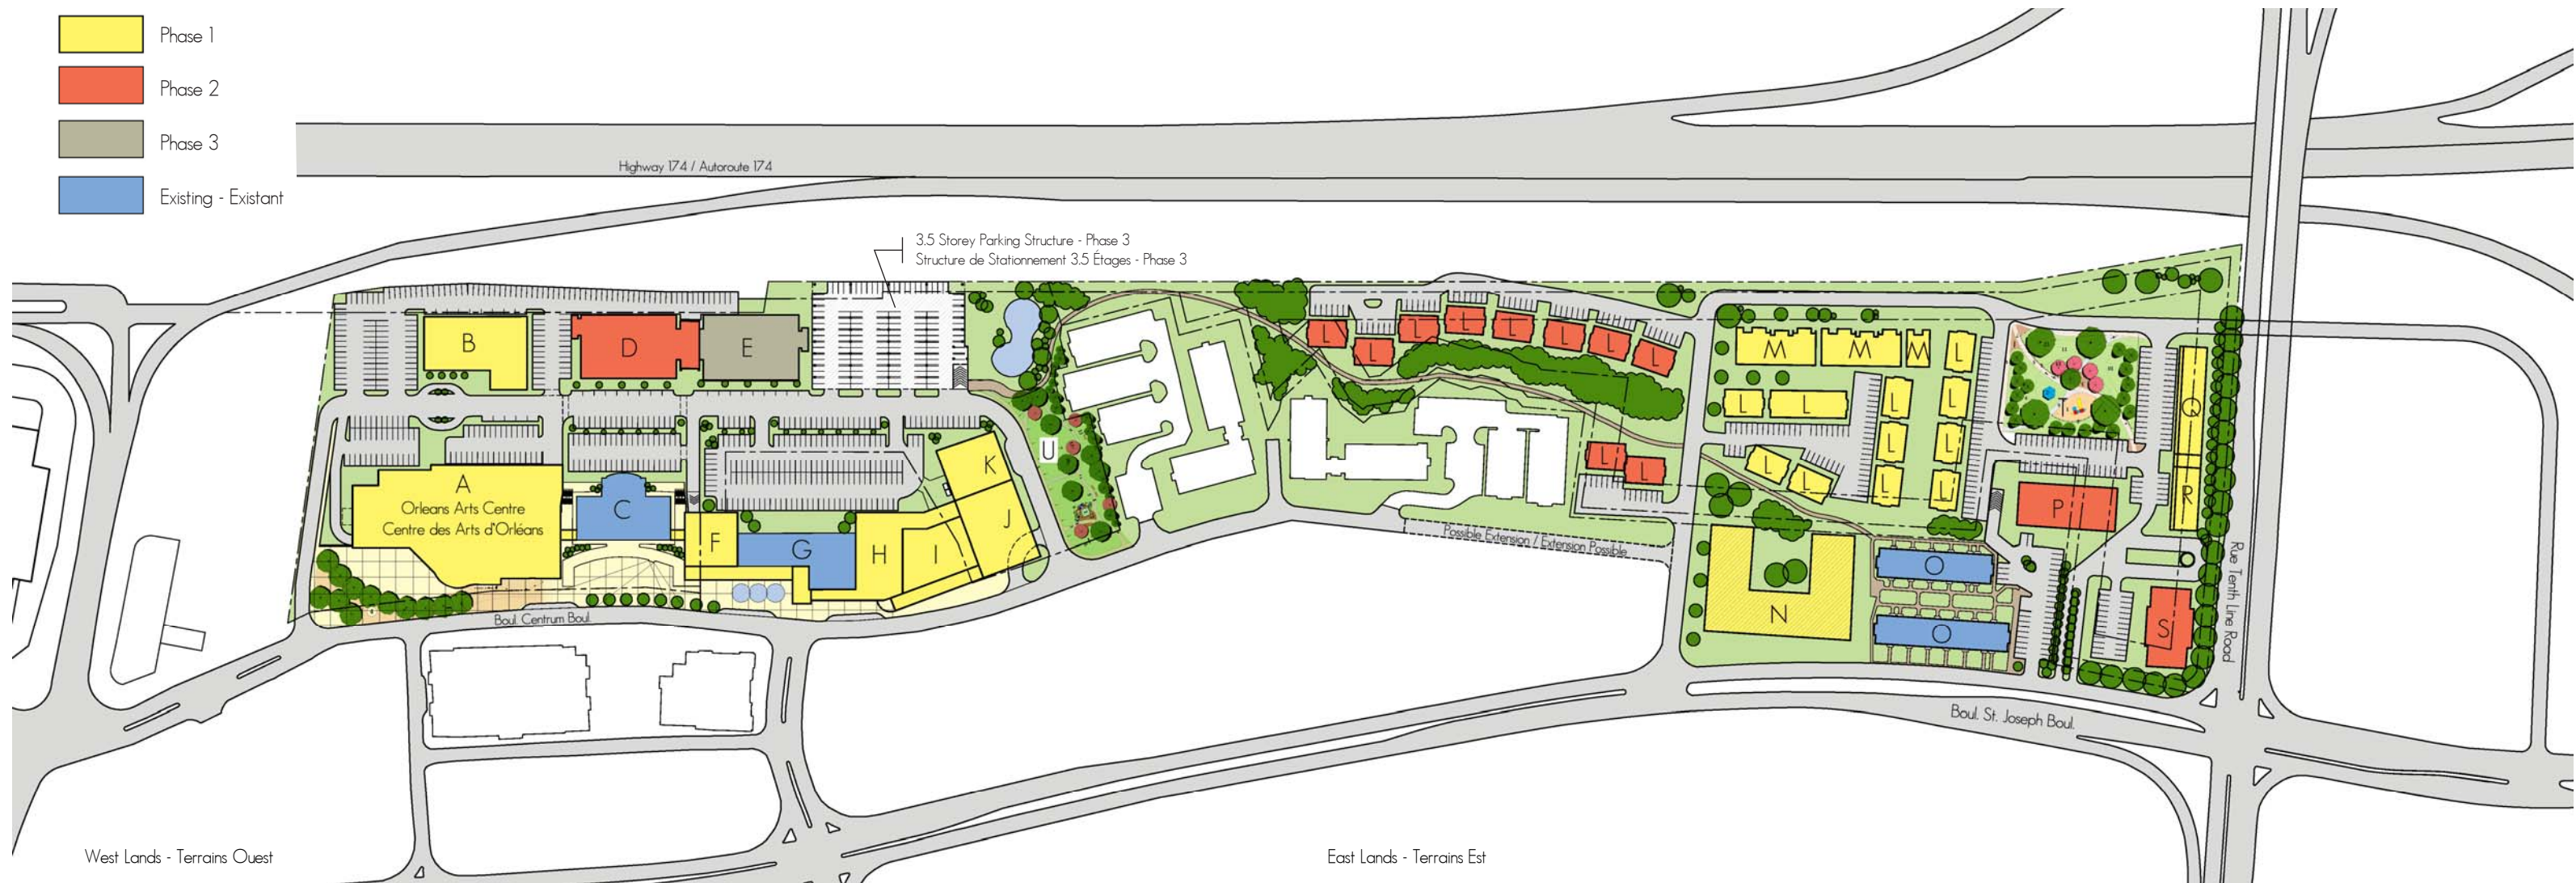 Phase 1
Phase 2
Phase 3
Existing - Existant
Highway 174 / Autoroute 174
3.5 Storey Parking Structure - Phase 3
Structure de Stationnement 3.5 Étages - Phase 3
B
D
E
A
Orleans Arts Centre
Centre des Arts d'Orléans
C
F
G
H
I
J
K
U
Boul. Centrum Boul.
L
L
L
L
L
L
L
L
L
L
Possible Extension / Extension Possible
M
M
M
L
L
L
L
L
L
L
L
L
L
L
N
O
O
T
P
Q
R
S
Rue Tenth Line Road
Boul. St. Joseph Boul.
West Lands - Terrains Ouest
East Lands - Terrains Est